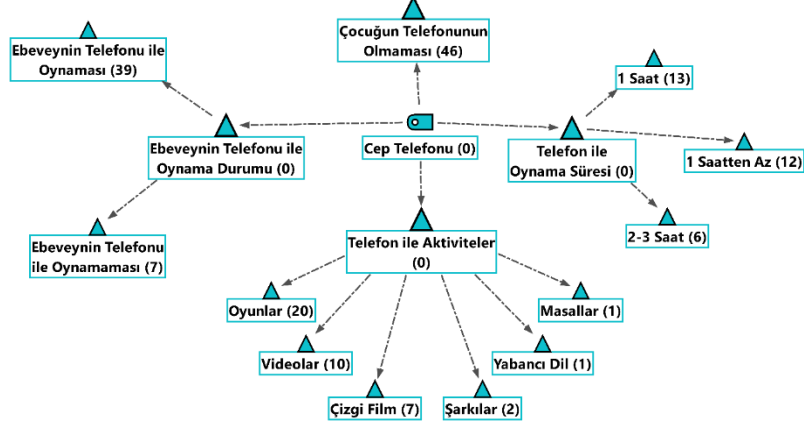 Çocuğun Telefonunun
Olmaması (46)
Ebeveynin Telefonu ile
Oynaması (39)
1 Saat (13)
Ebeveynin Telefonu ile
Oynama Durumu (0)
Cep Telefonu (0)
Telefon ile
Oynama Süresi (0)
1 Saatten Az (12)
Ebeveynin Telefonu
ile Oynamaması (7)
2-3 Saat (6)
Telefon ile Aktiviteler
(0)
Oyunlar (20)
Masallar (1)
Videolar (10)
Yabancı Dil (1)
Çizgi Film (7)
Şarkılar (2)